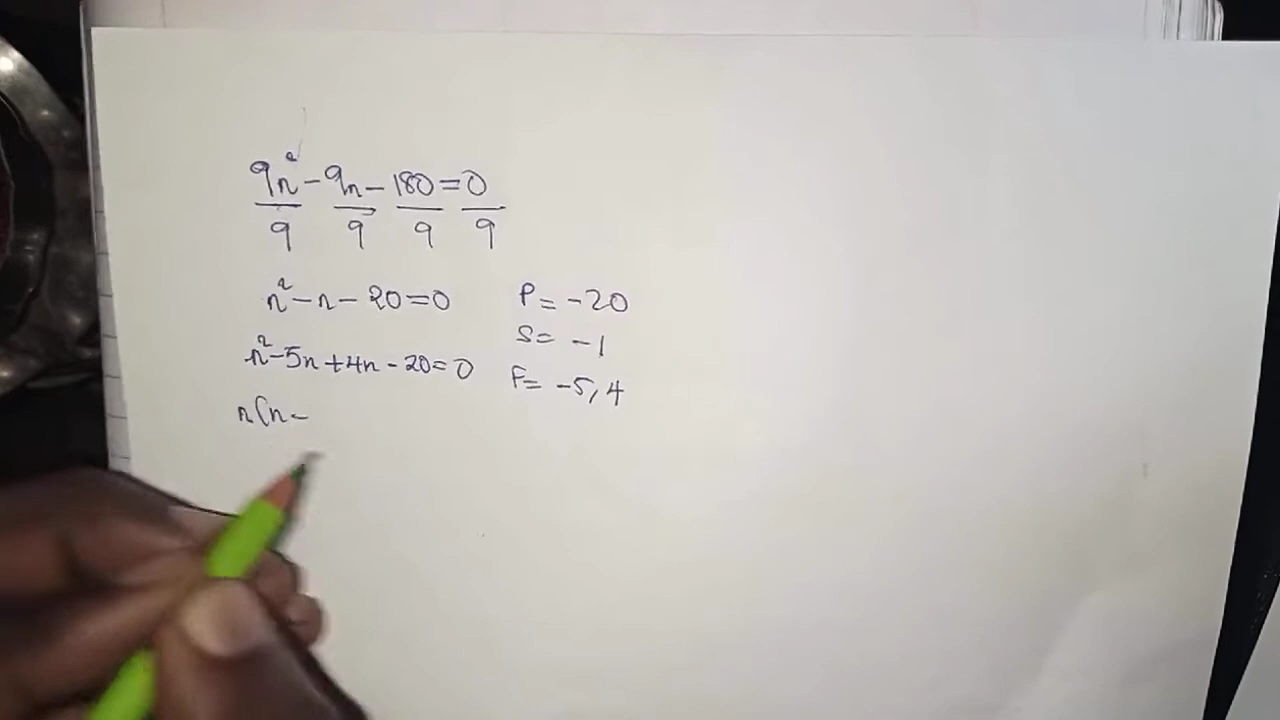 9n² - 9n - 180 = 0
9 9 9 9
n² - n - 20 = 0
P = -20
S = -1
n² - 5n + 4n - 20 = 0
F = -5, 4
n(n -